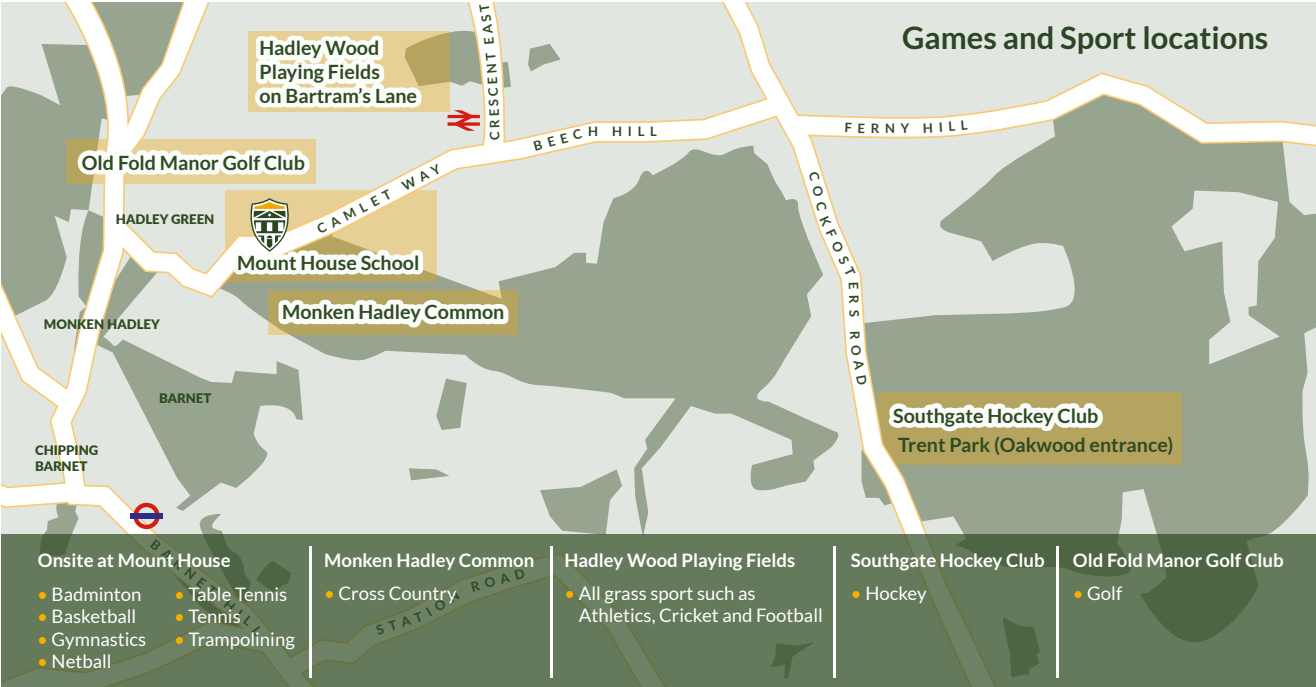 Games and Sport locations
Hadley Wood
Playing Fields
on Bartram's Lane
CRESCENT EAST
BEECH HILL
FERNY HILL
Old Fold Manor Golf Club
CAMLET WAY
HADLEY GREEN
COCKFOSTERS ROAD
Mount House School
Monken Hadley Common
MONKEN HADLEY
BARNET
Southgate Hockey Club
Trent Park (Oakwood entrance)
CHIPPING
BARNET
BARNET HILL
STATION ROAD
Onsite at Mount House
• Badminton
• Basketball
• Gymnastics
• Netball
• Table Tennis
• Tennis
• Trampolining
Monken Hadley Common
• Cross Country
Hadley Wood Playing Fields
• All grass sport such as
Athletics, Cricket and Football
Southgate Hockey Club
• Hockey
Old Fold Manor Golf Club
• Golf